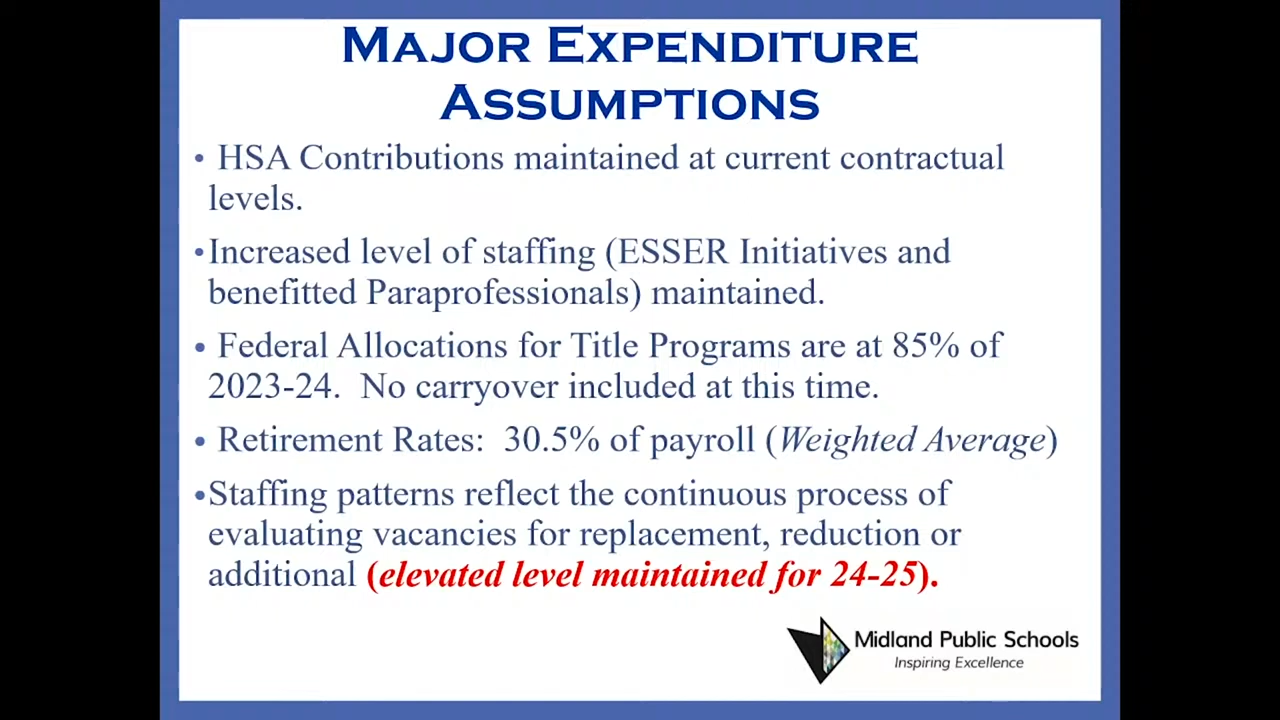 MAJOR EXPENDITURE
ASSUMPTIONS
• HSA Contributions maintained at current contractual
levels.
•Increased level of staffing (ESSER Initiatives and
benefitted Paraprofessionals) maintained.
• Federal Allocations for Title Programs are at 85% of
2023-24.  No carryover included at this time.
• Retirement Rates:  30.5% of payroll (Weighted Average)
•Staffing patterns reflect the continuous process of
evaluating vacancies for replacement, reduction or
additional (elevated level maintained for 24-25).
Midland Public Schools
Inspiring Excellence